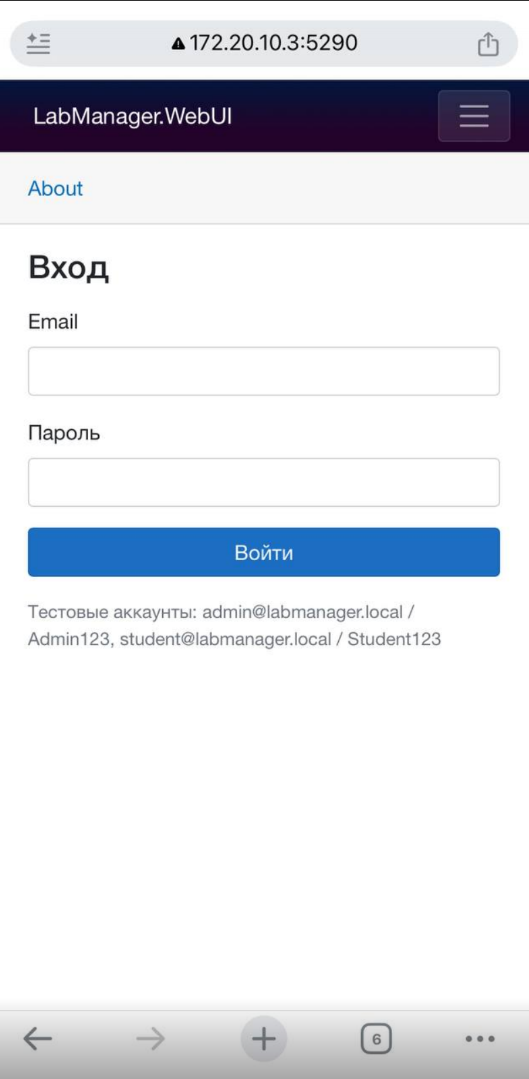 172.20.10.3:5290
LabManager.WebUI
About
Вход
Email
Пароль
Войти
Тестовые аккаунты: admin@labmanager.local /
Admin123, student@labmanager.local / Student123
6